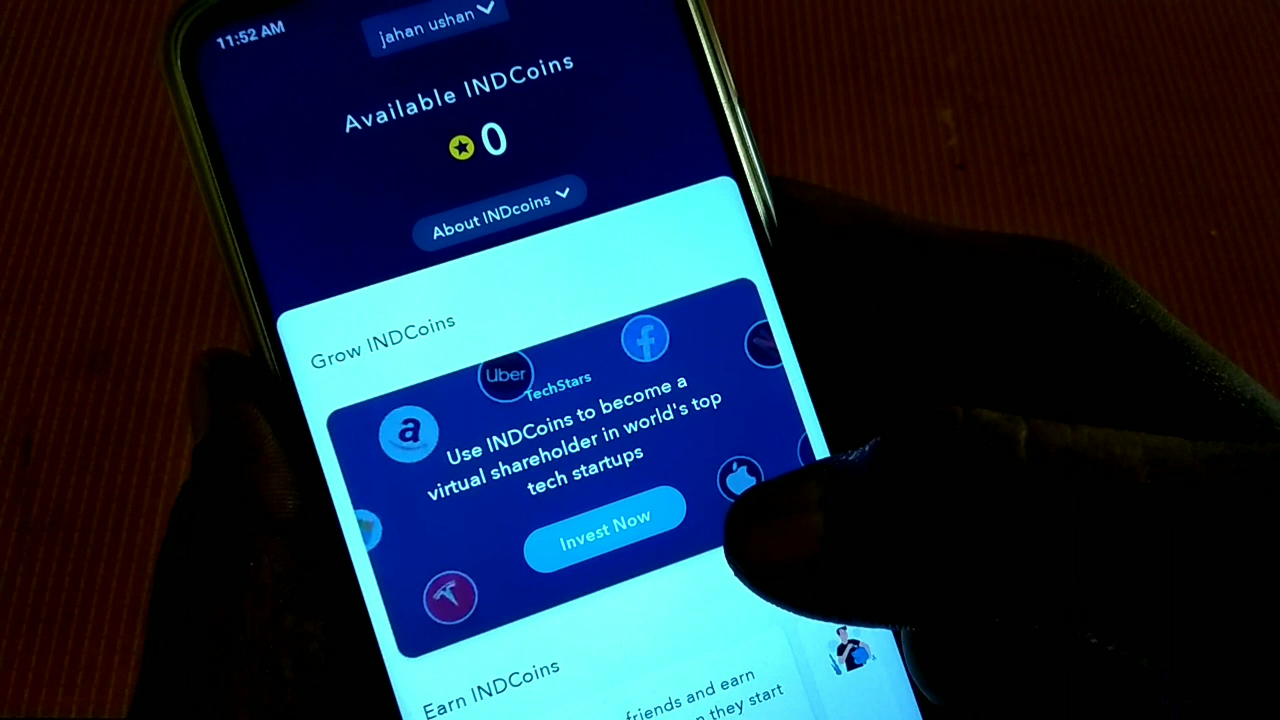 11:52 AM
jahan ushan
Available INDCoins
0
About INDcoins
Grow INDCoins
Uber
TechStars
Use INDCoins to become a
virtual shareholder in world's top
tech startups
Invest Now
Earn INDCoins
friends and earn
they start